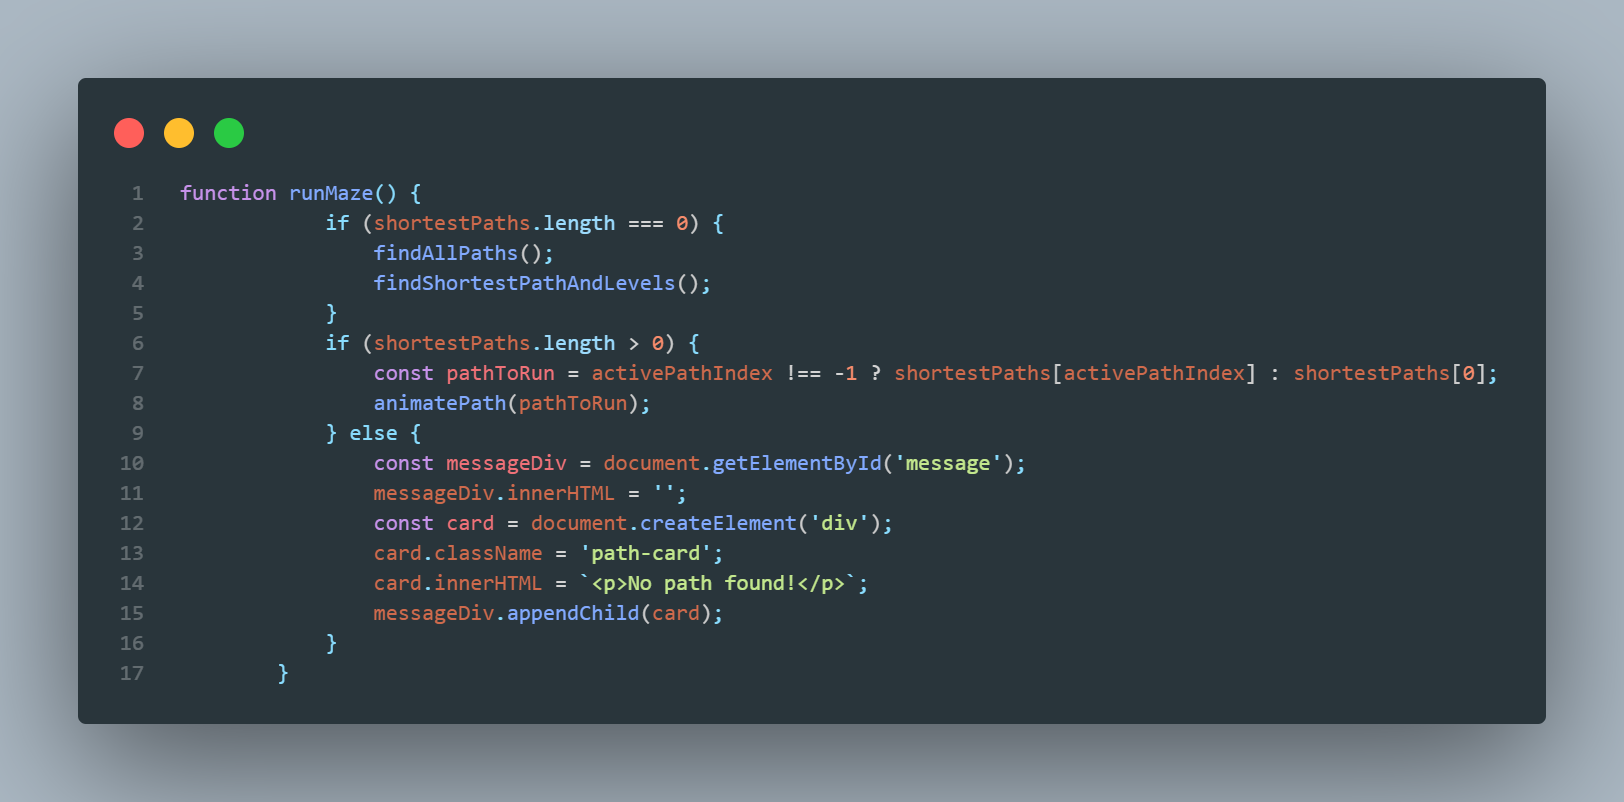 1 function runMaze() {
2             if (shortestPaths.length === 0) {
3                 findAllPaths();
4                 findShortestPathAndLevels();
5             }
6             if (shortestPaths.length > 0) {
7                 const pathToRun = activePathIndex !== -1 ? shortestPaths[activePathIndex] : shortestPaths[0];
8                 animatePath(pathToRun);
9             } else {
10                 const messageDiv = document.getElementById('message');
11                 messageDiv.innerHTML = '';
12                 const card = document.createElement('div');
13                 card.className = 'path-card';
14                 card.innerHTML = `<p>No path found!</p>`;
15                 messageDiv.appendChild(card);
16             }
17         }